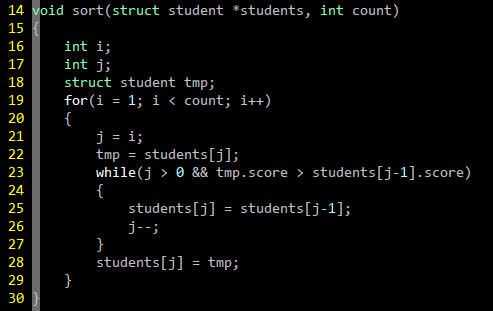 14 void sort(struct student *students, int count)
15 {
16     int i;
17     int j;
18     struct student tmp;
19     for(i = 1; i < count; i++)
20     {
21         j = i;
22         tmp = students[j];
23         while(j > 0 && tmp.score > students[j-1].score)
24         {
25             students[j] = students[j-1];
26             j--;
27         }
28         students[j] = tmp;
29     }
30 }